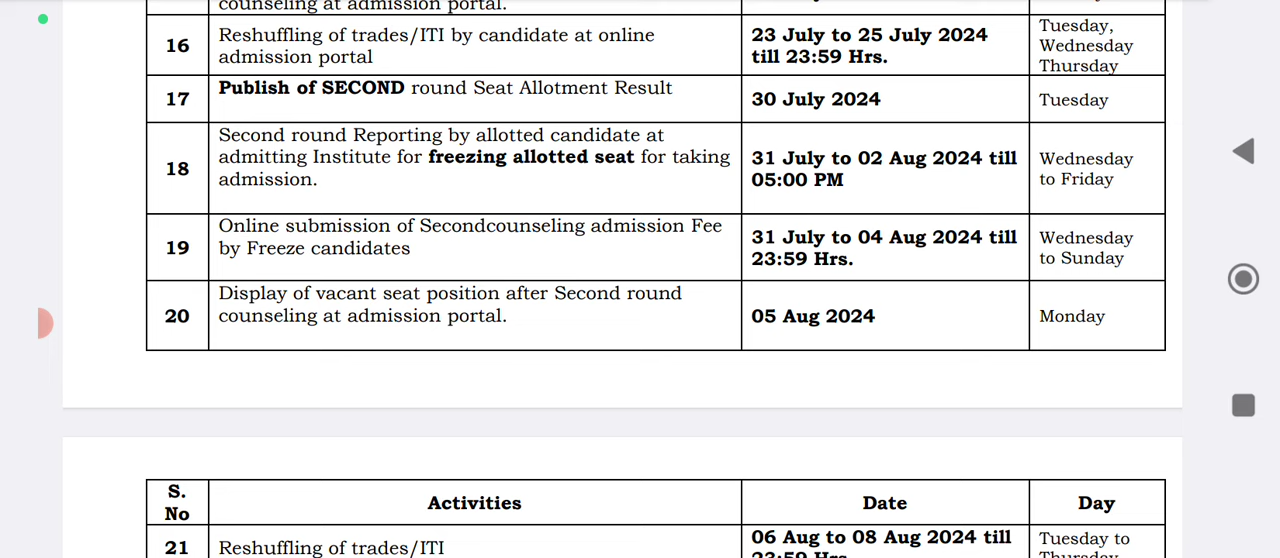 counseling at admission portal.
16
Reshuffling of trades/ITI by candidate at online
admission portal
23 July to 25 July 2024
till 23:59 Hrs.
Tuesday,
Wednesday
Thursday
17
Publish of SECOND round Seat Allotment Result
30 July 2024
Tuesday
18
Second round Reporting by allotted candidate at
admitting Institute for freezing allotted seat for taking
admission.
31 July to 02 Aug 2024 till
05:00 PM
Wednesday
to Friday
19
Online submission of Secondcounseling admission Fee
by Freeze candidates
31 July to 04 Aug 2024 till
23:59 Hrs.
Wednesday
to Sunday
20
Display of vacant seat position after Second round
counseling at admission portal.
05 Aug 2024
Monday
S.
No
Activities
Date
Day
21
Reshuffling of trades/ITI
06 Aug to 08 Aug 2024 till
23:59 Hrs
Tuesday to
Thursday